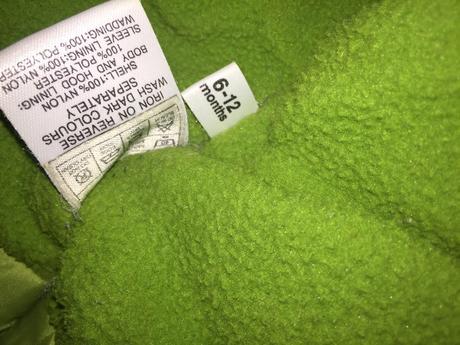 IRON ON REVERSE
WASH DARK COLOURS
SEPARATELY
SHELL:100% NYLON
BODY AND HOOD LINING:
100% POLYESTER
SLEEVE LINING:100% NYLON
WADDING:100% POLYESTER
6-12
months